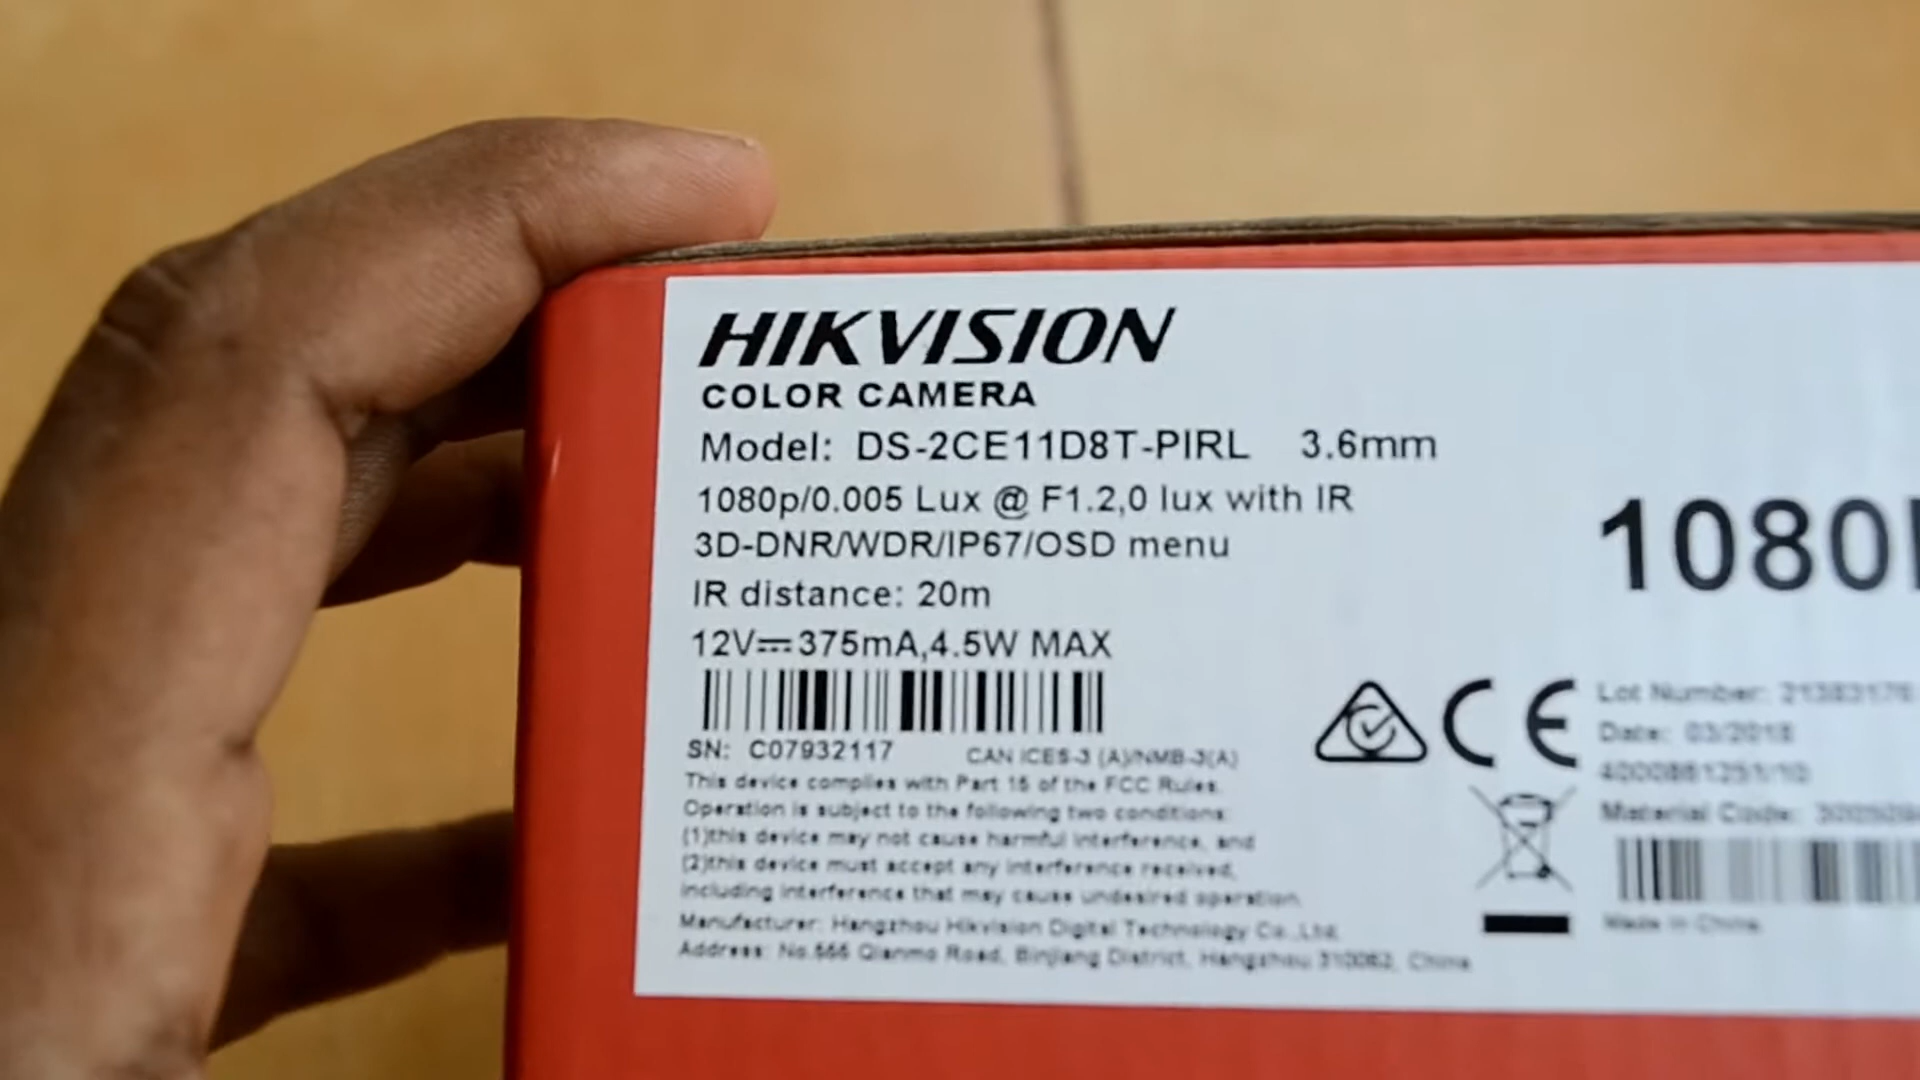 HIKVISION
COLOR CAMERA
Model: DS-2CE11D8T-PIRL 3.6mm
1080p/0.005 Lux @ F1.2,0 lux with IR
3D-DNR/WDR/IP67/OSD menu
IR distance: 20m
12V⎓375mA,4.5W MAX
SN: C07932117 CAN ICES-3 (A)/NMB-3(A)
This device complies with Part 15 of the FCC Rules.
Operation is subject to the following two conditions:
(1)this device may not cause harmful interference, and
(2)this device must accept any interference received,
including interference that may cause undesired operation.
Manufacturer: Hangzhou Hikvision Digital Technology Co.,Ltd.
Address: No.555 Qianmo Road, Binjiang District, Hangzhou 310052, China
1080
CE
Lot Number:
Date: 03/2018
Material Code:
Made in China